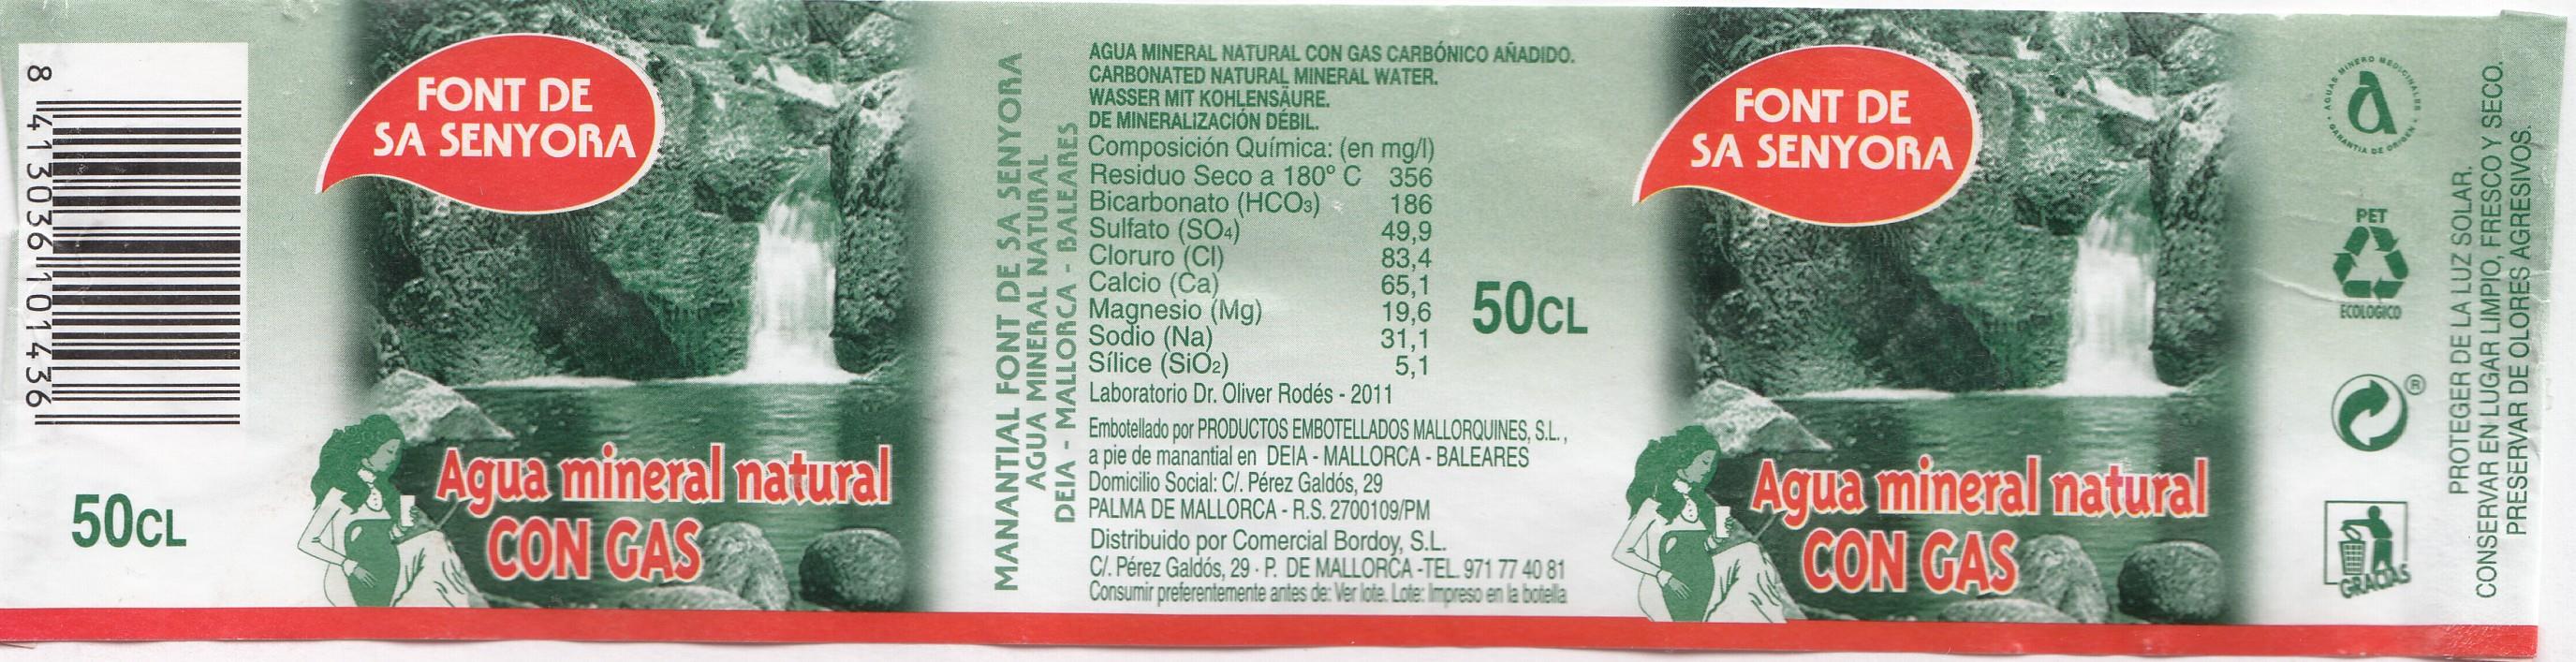 8 413036 101436
50CL
FONT DE
SA SENYORA
Agua mineral natural
CON GAS
MANANTIAL FONT DE SA SENYORA
AGUA MINERAL NATURAL
DEIA - MALLORCA - BALEARES
AGUA MINERAL NATURAL CON GAS CARBÓNICO AÑADIDO.
CARBONATED NATURAL MINERAL WATER.
WASSER MIT KOHLENSÄURE.
DE MINERALIZACIÓN DÉBIL.
Composición Química: (en mg/l)
Residuo Seco a 180º C 356
Bicarbonato (HCO3) 186
Sulfato (SO4) 49,9
Cloruro (Cl) 83,4
Calcio (Ca) 65,1
Magnesio (Mg) 19,6
Sodio (Na) 31,1
Sílice (SiO2) 5,1
Laboratorio Dr. Oliver Rodés - 2011
Embotellado por PRODUCTOS EMBOTELLADOS MALLORQUINES, S.L.,
a pie de manantial en DEIA - MALLORCA - BALEARES
Domicilio Social: C/. Pérez Galdós, 29
PALMA DE MALLORCA - R.S. 2700109/PM
Distribuido por Comercial Bordoy, S.L.
C/. Pérez Galdós, 29 · P. DE MALLORCA -TEL. 971 77 40 81
Consumir preferentemente antes de: Ver lote. Lote: Impreso en la botella
50CL
FONT DE
SA SENYORA
Agua mineral natural
CON GAS
AGUAS MINERO MEDICINALES · GARANTIA DE ORIGEN ·
a
PET
ECOLOGICO
®
GRACIAS
PROTEGER DE LA LUZ SOLAR.
CONSERVAR EN LUGAR LIMPIO, FRESCO Y SECO.
PRESERVAR DE OLORES AGRESIVOS.